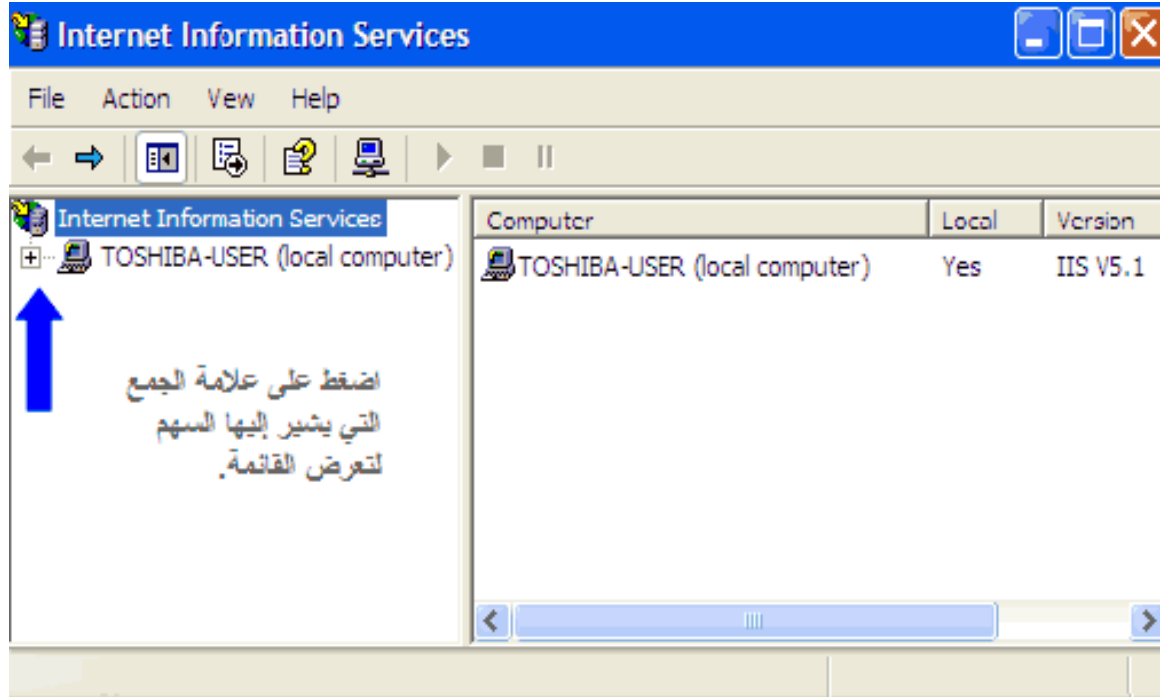 Internet Information Services
File Action View Help
Internet Information Services
TOSHIBA-USER (local computer)
اضغط على علامة الجمع
التي يشير إليها السهم
لتعرض القائمة.
Computer Local Version
TOSHIBA-USER (local computer) Yes IIS V5.1